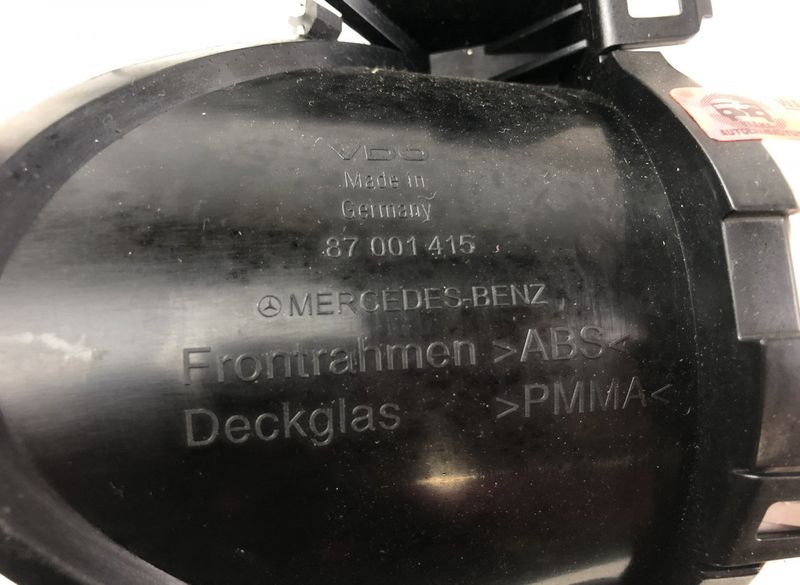 VDO
Made in
Germany
87 001 415
MERCEDES-BENZ
Frontrahmen >ABS<
Deckglas >PMMA<